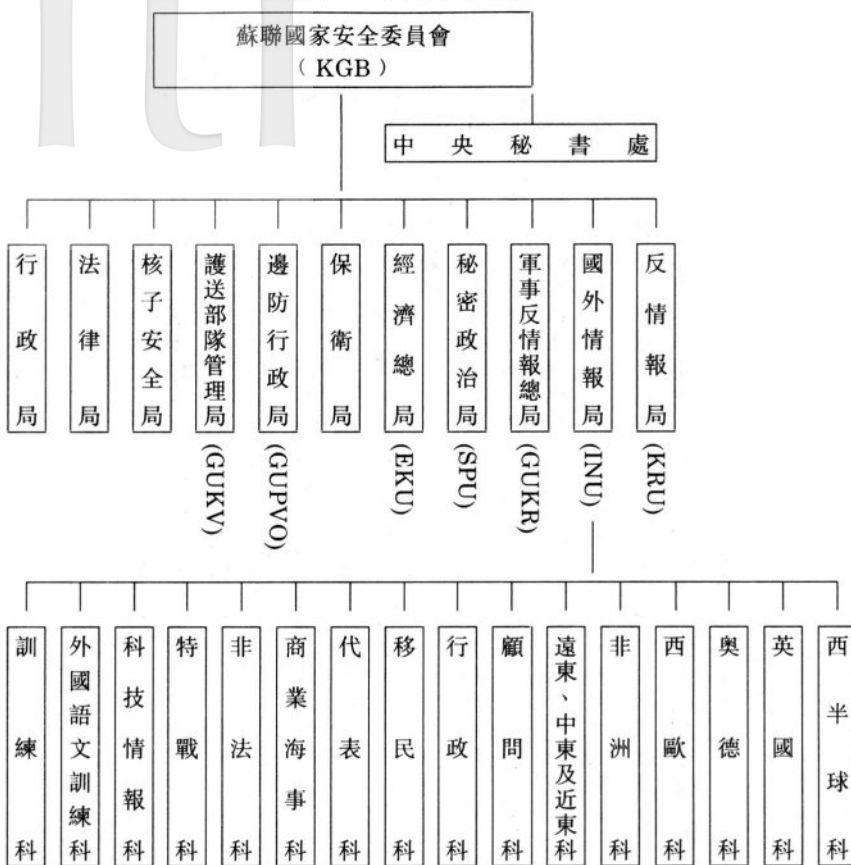 蘇聯國家安全委員會
(KGB)
中央秘書處
行政局
法律局
核子安全局
護送部隊管理局
(GUKV)
邊防行政局
(GUPVO)
保衛局
經濟總局
(EKU)
秘密政治局
(SPU)
軍事反情報總局
(GUKR)
國外情報局
(INU)
反情報局
(KRU)
訓練科
外國語文訓練科
科技情報科
特戰科
非法科
商業海事科
代表科
移民科
行政科
顧問科
遠東、中東及近東科
非洲科
西歐科
奧德科
英國科
西半球科